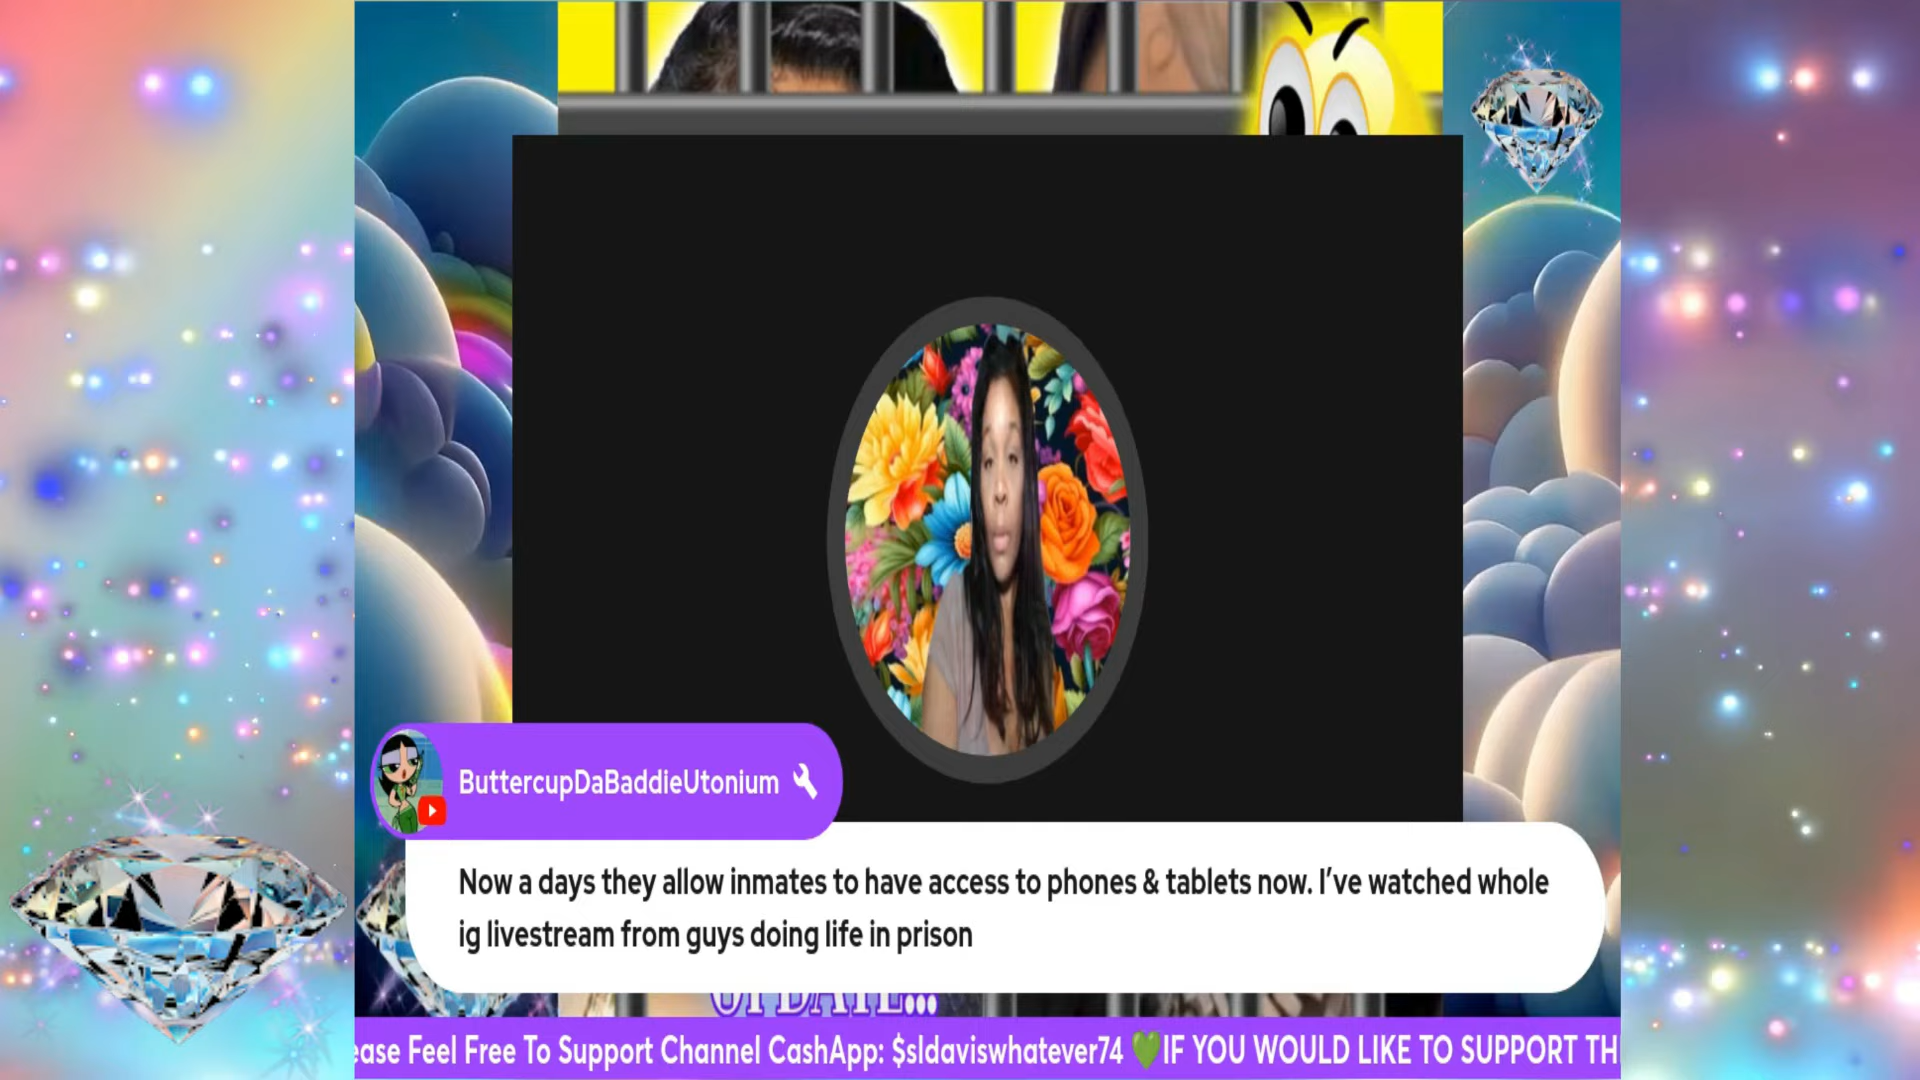 UPDATE...
ButtercupDaBaddieUtonium
Now a days they allow inmates to have access to phones & tablets now. I’ve watched whole
ig livestream from guys doing life in prison
ease Feel Free To Support Channel CashApp: $sldaviswhatever74 💚IF YOU WOULD LIKE TO SUPPORT TH